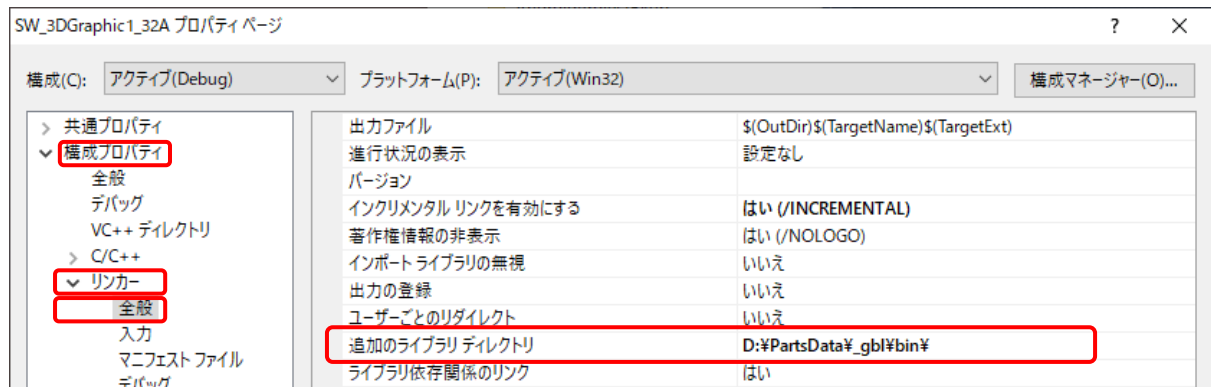 SW_3DGraphic1_32A プロパティ ページ ?
構成(C): アクティブ(Debug) プラットフォーム(P): アクティブ(Win32) 構成マネージャー(O)...
共通プロパティ
構成プロパティ
全般
デバッグ
VC++ ディレクトリ
C/C++
リンカー
全般
入力
マニフェスト ファイル
デバッグ
出力ファイル $(OutDir)$(TargetName)$(TargetExt)
進行状況の表示 設定なし
バージョン
インクリメンタル リンクを有効にする はい (/INCREMENTAL)
著作権情報の非表示 はい (/NOLOGO)
インポート ライブラリの無視 いいえ
出力の登録 いいえ
ユーザーごとのリダイレクト いいえ
追加のライブラリ ディレクトリ D:¥PartsData¥_gbl¥bin¥
ライブラリ依存関係のリンク はい